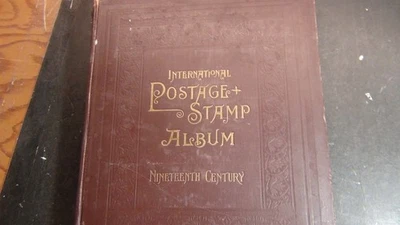 INTERNATIONAL
POSTAGE +
STAMP
ALBUM
NINETEENTH CENTURY